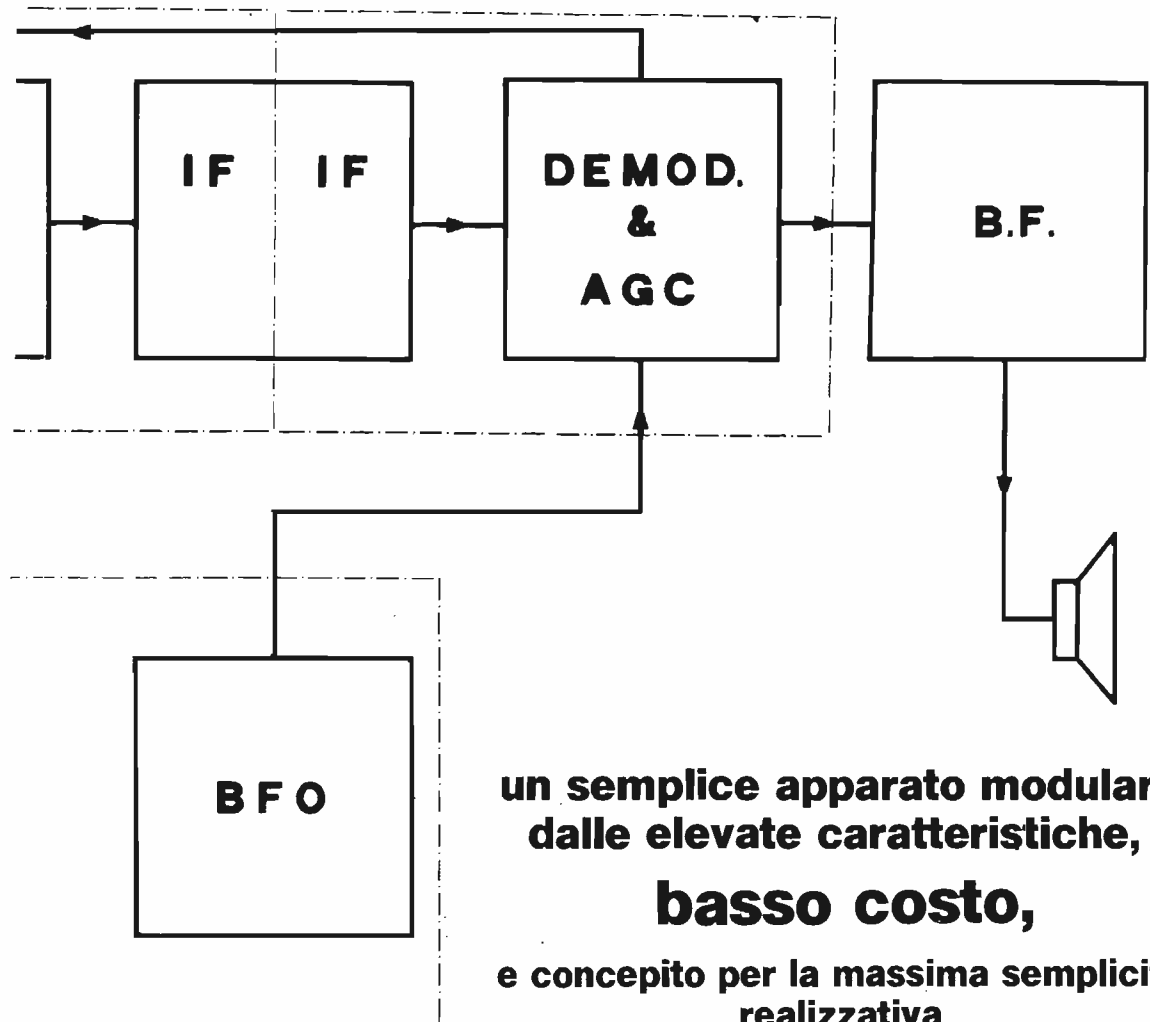 IF IF
DEMOD.
&
AGC
B.F.
BFO
un semplice apparato modular
dalle elevate caratteristiche,
basso costo,
e concepito per la massima semplici
realizzativa